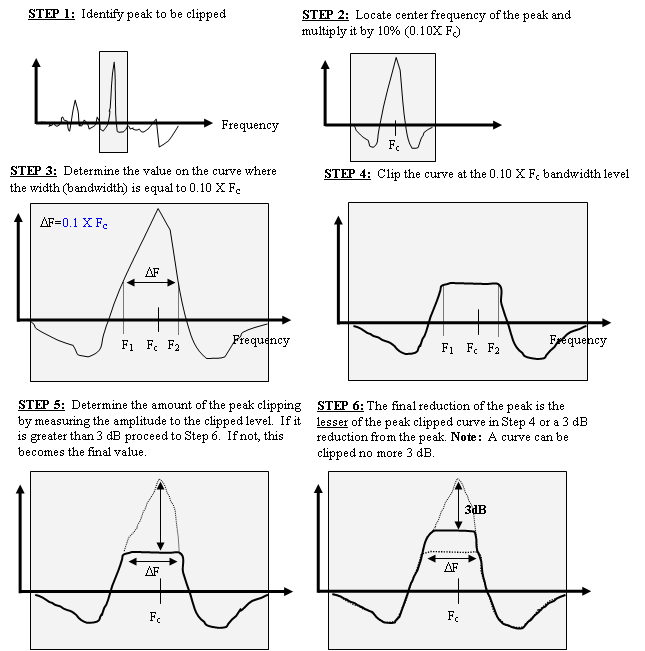 STEP 1: Identify peak to be clipped
Frequency
STEP 2: Locate center frequency of the peak and
multiply it by 10% (0.10X Fc)
Fc
STEP 3: Determine the value on the curve where
the width (bandwidth) is equal to 0.10 X Fc
ΔF=0.1 X Fc
ΔF
F1 Fc F2
Frequency
STEP 4: Clip the curve at the 0.10 X Fc bandwidth level
F1 Fc F2
Frequency
STEP 5: Determine the amount of the peak clipping
by measuring the amplitude to the clipped level. If it
is greater than 3 dB proceed to Step 6. If not, this
becomes the final value.
ΔF
Fc
STEP 6: The final reduction of the peak is the
lesser of the peak clipped curve in Step 4 or a 3 dB
reduction from the peak. Note: A curve can be
clipped no more 3 dB.
3dB
ΔF
Fc